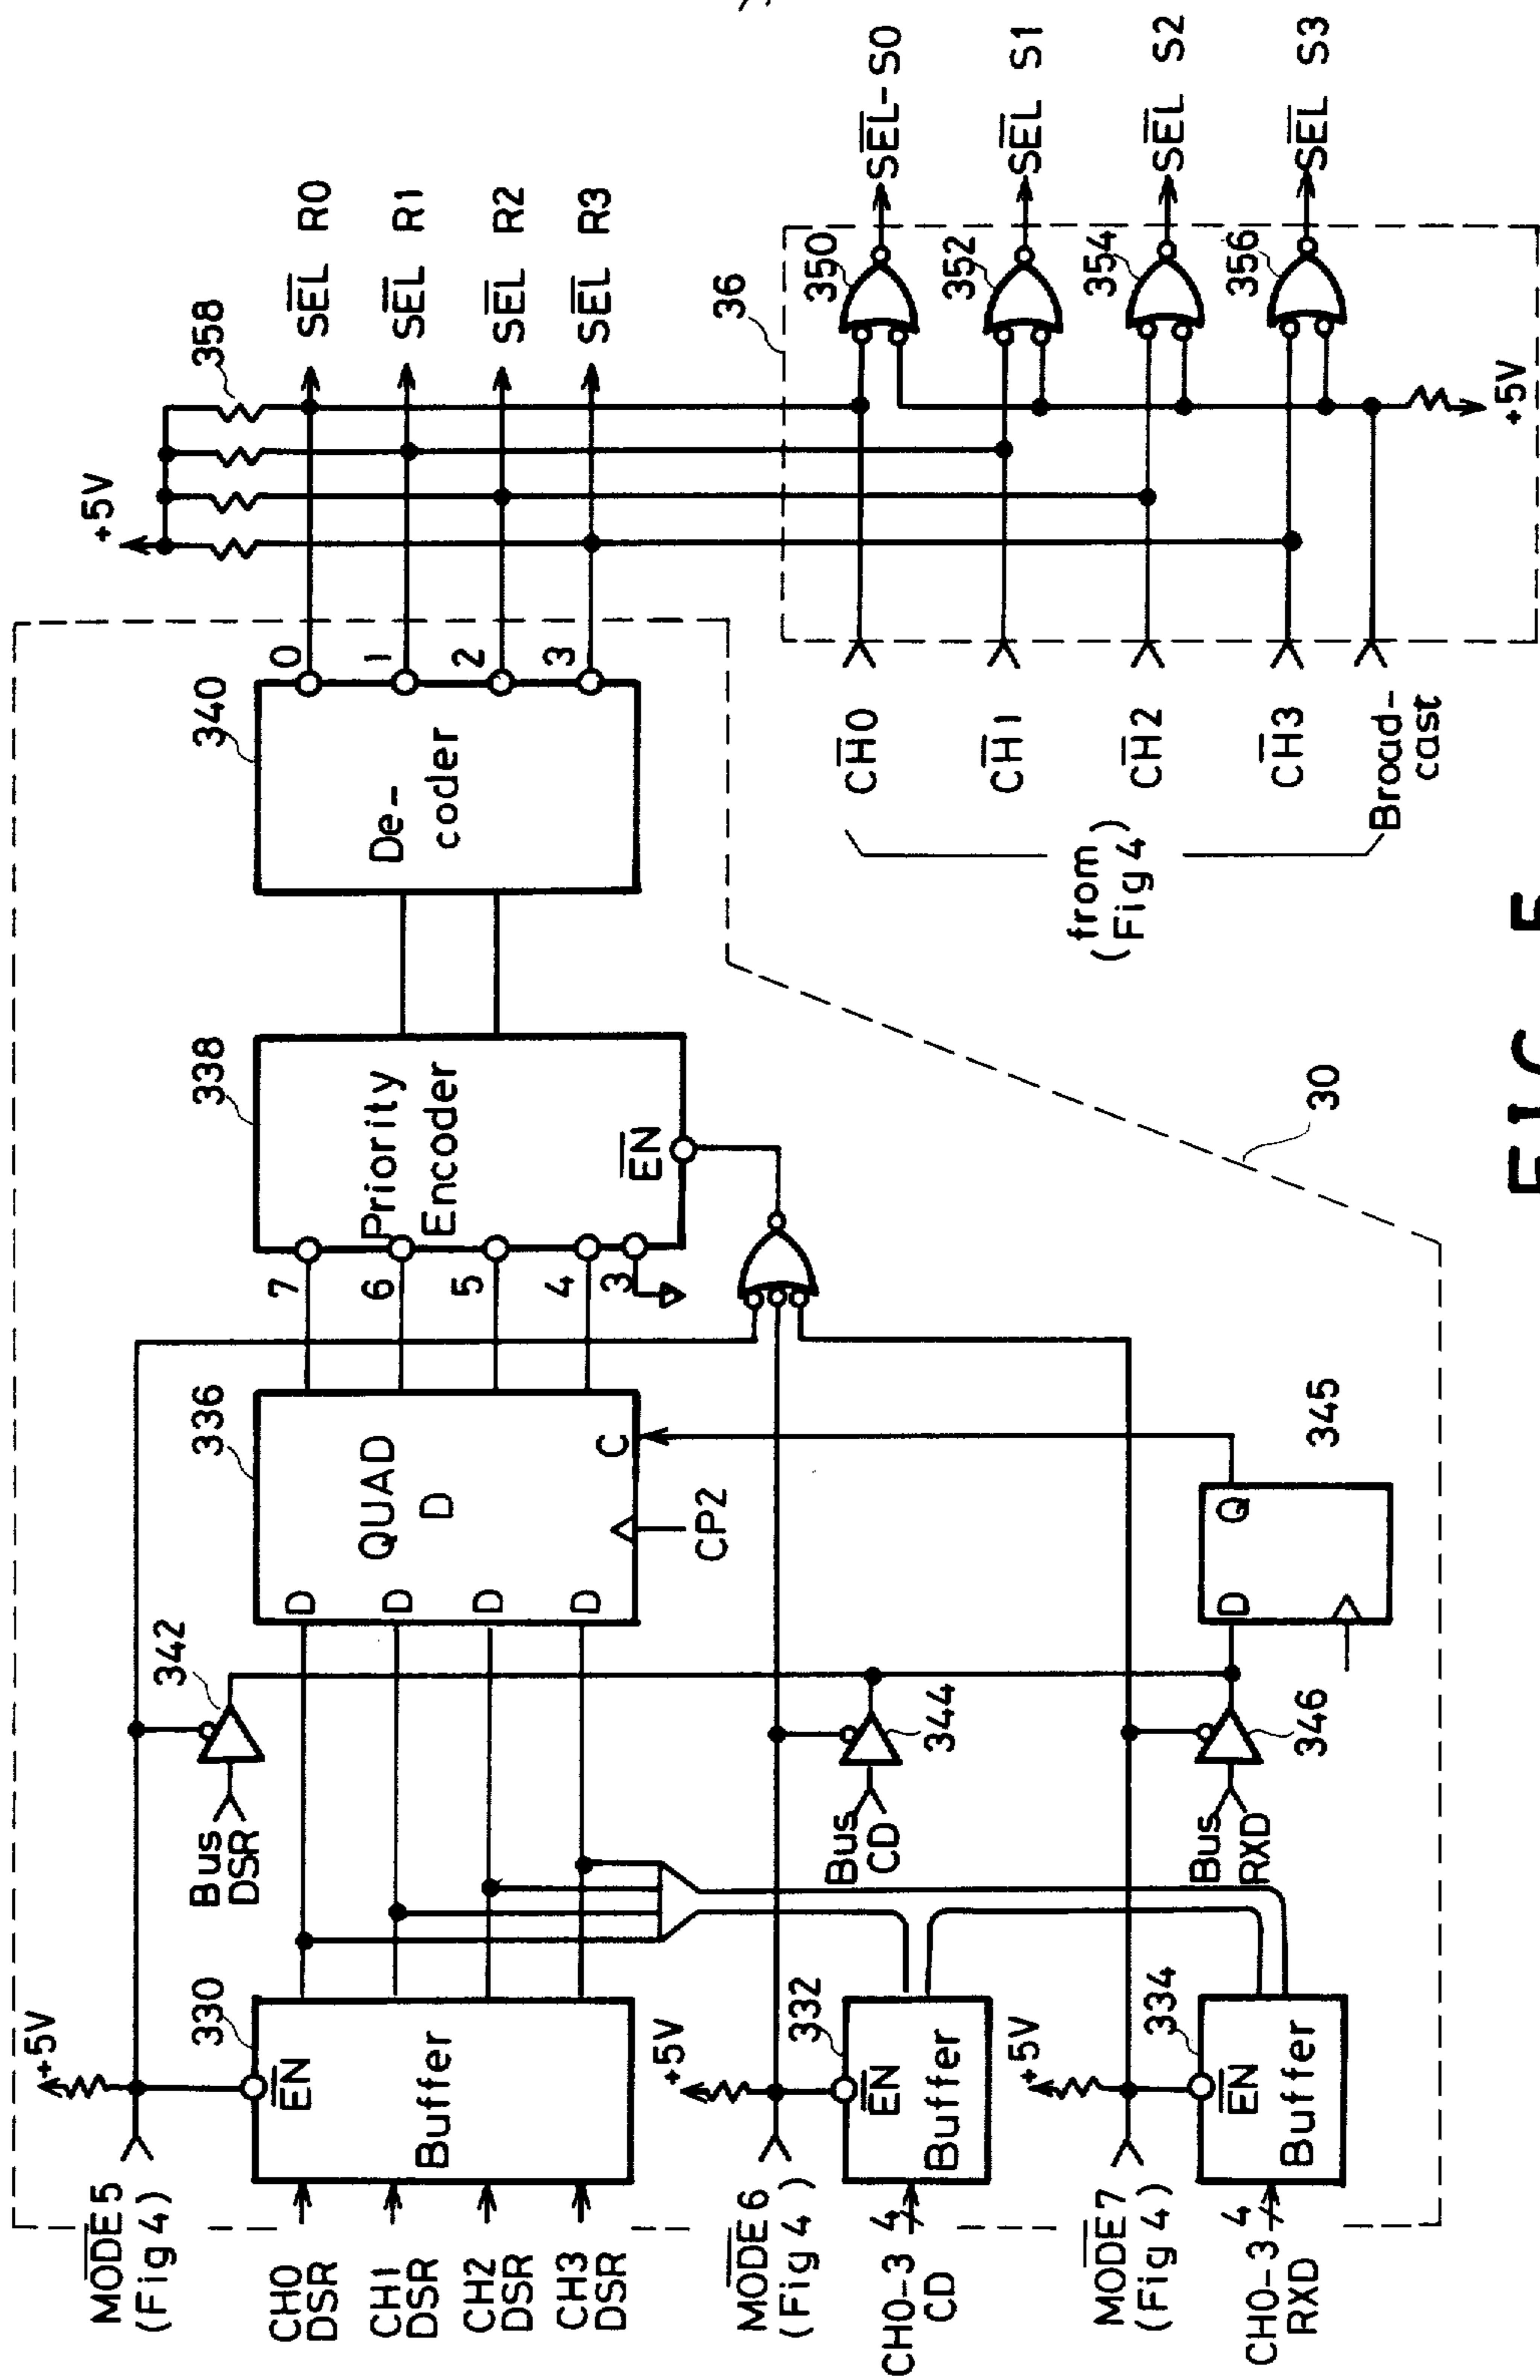 +5V
MODE 5
(Fig 4)
CH0
DSR
CH1
DSR
CH2
DSR
CH3
DSR
330
EN
Buffer
Bus
DSR
342
336
QUAD
D
D
D
D
D
C
CP2
7
6
5
4
3
338
Priority
Encoder
EN
340
De-
coder
0
1
2
3
+5V
358
SEL R0
SEL R1
SEL R2
SEL R3
MODE 6
(Fig 4)
+5V
CH0-3
CD
4
332
EN
Buffer
Bus
CD
344
MODE 7
(Fig 4)
+5V
CH0-3
RXD
4
334
EN
Buffer
Bus
RXD
346
D
Q
345
30
(from
Fig 4)
CH0
CH1
CH2
CH3
Broad-
cast
36
350
352
354
356
+5V
SEL-S0
SEL S1
SEL S2
SEL S3